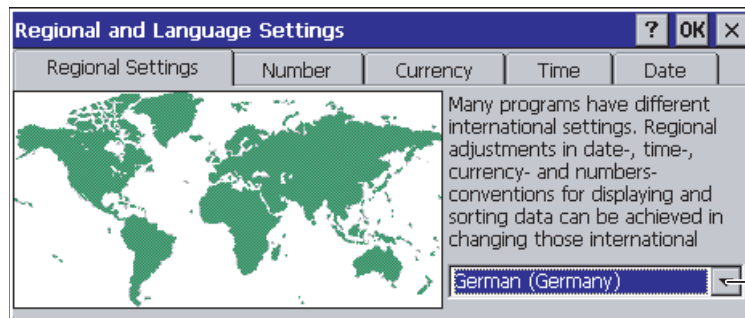 Regional and Language Settings ? OK ×
Regional Settings Number Currency Time Date
Many programs have different
international settings. Regional
adjustments in date-, time-,
currency- and numbers-
conventions for displaying and
sorting data can be achieved in
changing those international
German (Germany)